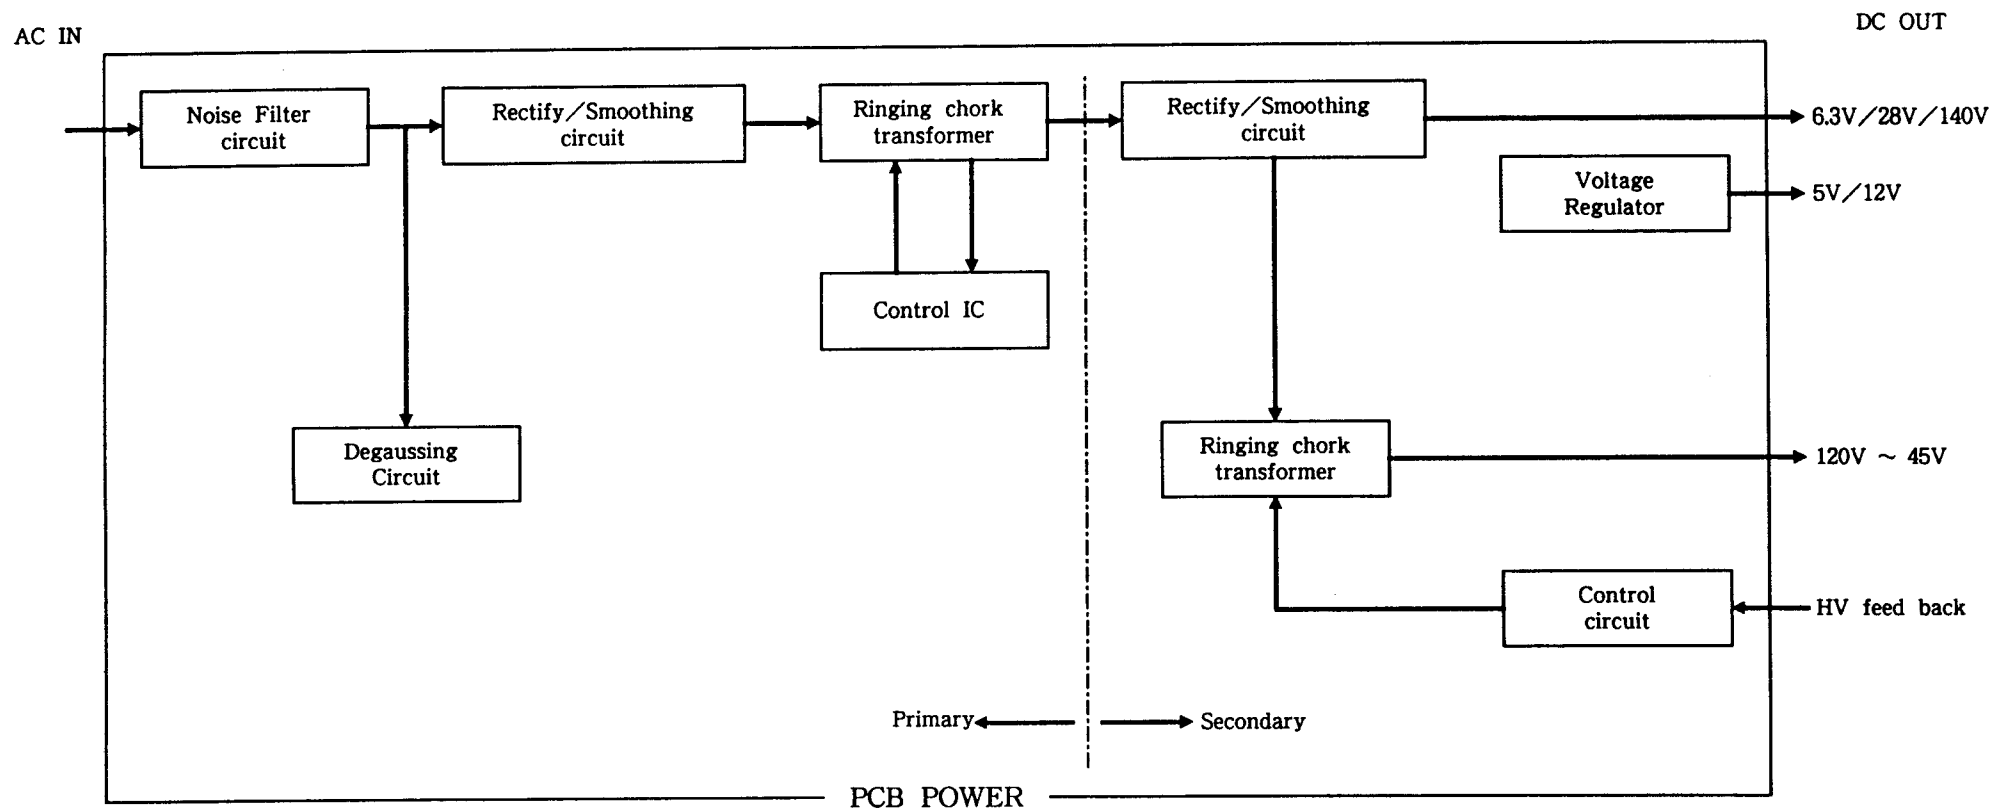 AC IN
DC OUT
Noise Filter
circuit
Rectify/Smoothing
circuit
Ringing chork
transformer
Rectify/Smoothing
circuit
6.3V/28V/140V
Voltage
Regulator
5V/12V
Control IC
Degaussing
Circuit
Ringing chork
transformer
120V ~ 45V
Control
circuit
HV feed back
Primary
Secondary
PCB POWER